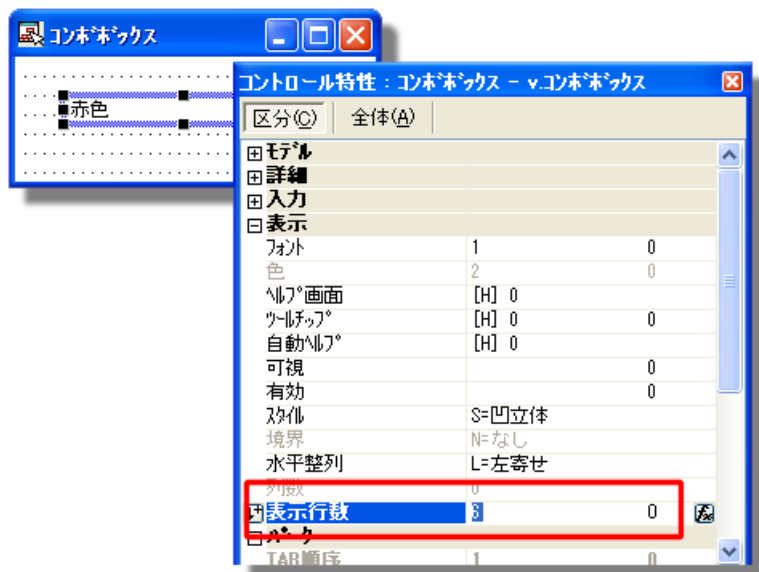 コンボボックス
赤色
コントロール特性:コンボボックス - v.コンボボックス
区分(C) 全体(A)
モデル
詳細
入力
表示
フォント 1 0
色 2 0
ヘルプ画面 [H] 0
ツールチップ [H] 0 0
自動ヘルプ [H] 0
可視 0
有効 0
スタイル S=凹立体
境界 N=なし
水平整列 L=左寄せ
列数 0
表示行数 6 0
パーク
TAB順序 1 0